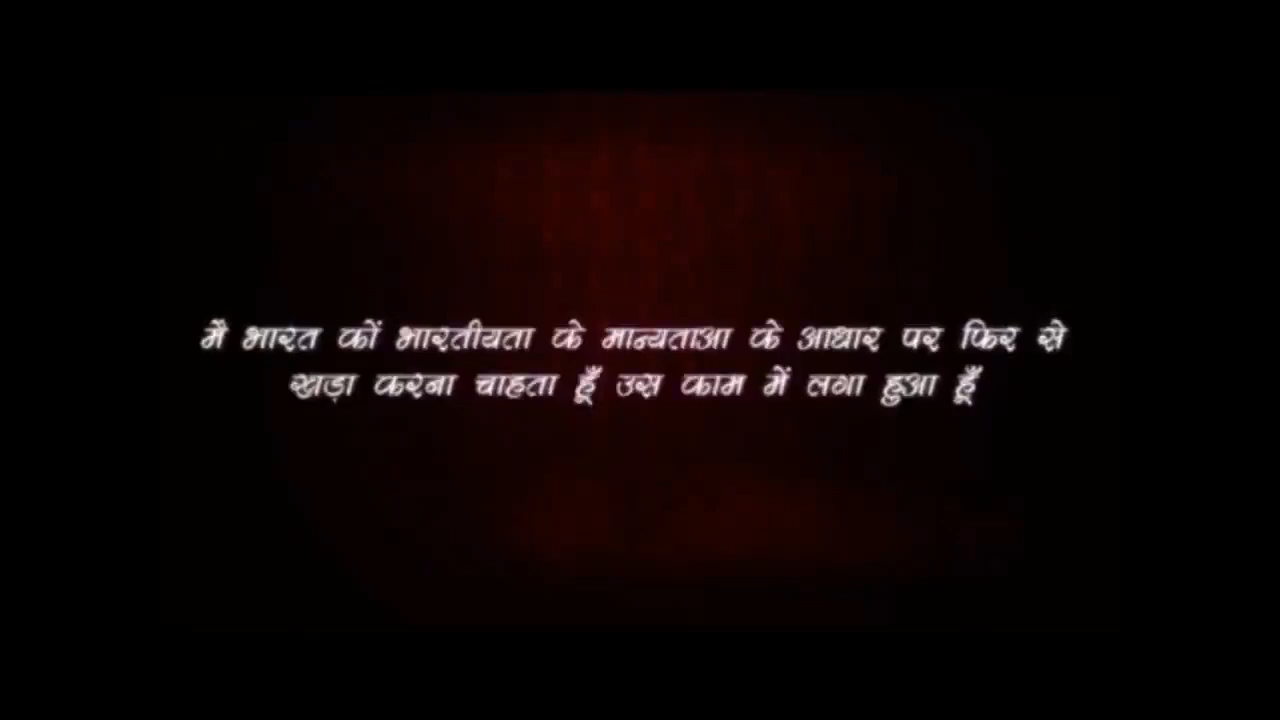 मै भारत कों भारतीयता के मान्यताआ के आधार पर फिर से
खड़ा करना चाहता हूँ उस काम में लगा हुआ हूँ